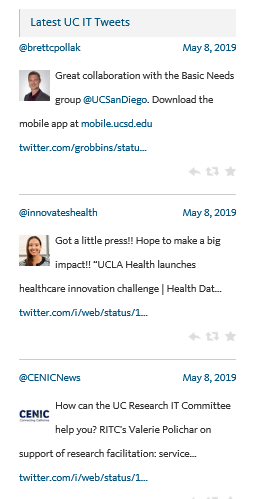 Latest UC IT Tweets
@brettcpollak May 8, 2019
Great collaboration with the Basic Needs
group @UCSanDiego. Download the
mobile app at mobile.ucsd.edu
twitter.com/grobbins/statu...
@innovateshealth May 8, 2019
Got a little press!! Hope to make a big
impact!! “UCLA Health launches
healthcare innovation challenge | Health Dat...
twitter.com/i/web/status/1...
@CENICNews May 8, 2019
CENIC
Connecting California
How can the UC Research IT Committee
help you? RITC's Valerie Polichar on
support of research facilitation: service...
twitter.com/i/web/status/1...